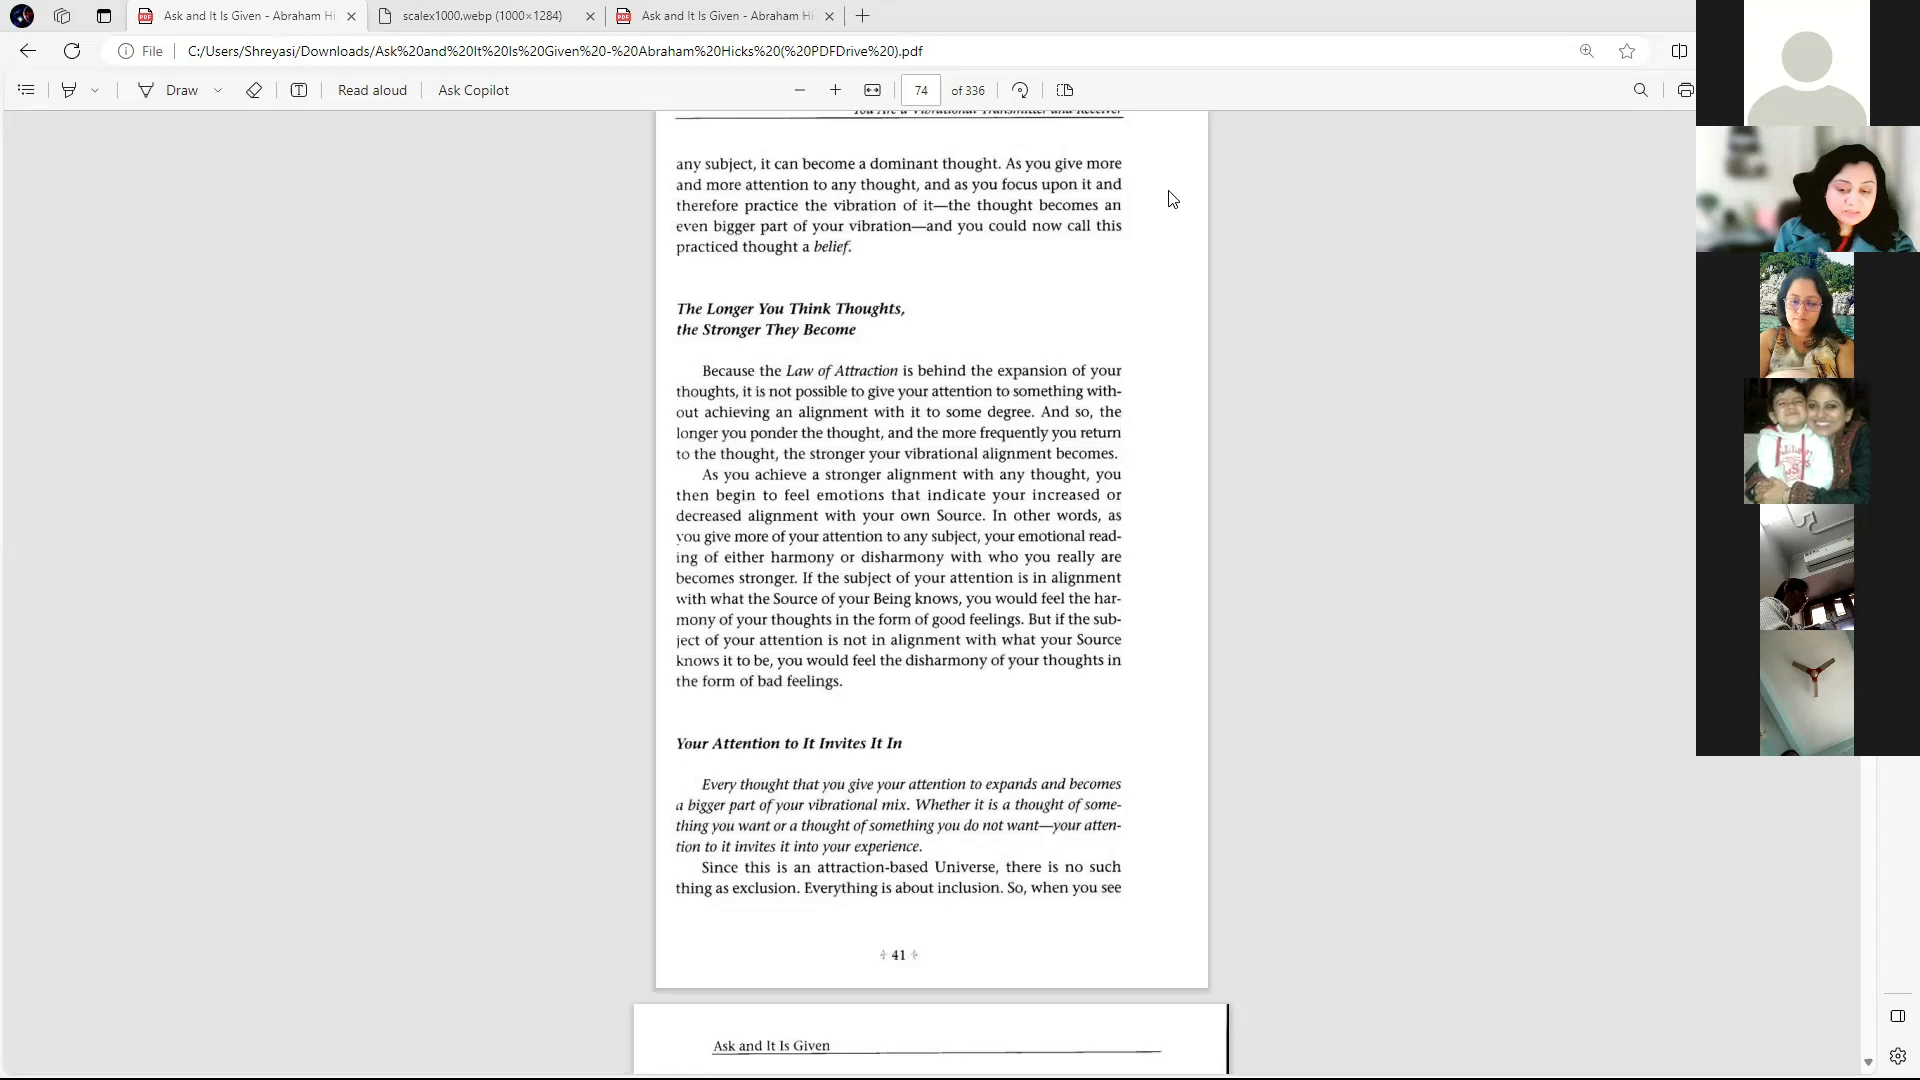 Ask and It Is Given - Abraham Hi
scalex1000.webp (1000×1284)
Ask and It Is Given - Abraham Hi
File
C:/Users/Shreyasi/Downloads/Ask%20and%20It%20Is%20Given%20-%20Abraham%20Hicks%20(%20PDFDrive%20).pdf
Draw
Read aloud
Ask Copilot
74 of 336
You Are a Vibrational Transmitter and Receiver
any subject, it can become a dominant thought. As you give more
and more attention to any thought, and as you focus upon it and
therefore practice the vibration of it—the thought becomes an
even bigger part of your vibration—and you could now call this
practiced thought a belief.
The Longer You Think Thoughts,
the Stronger They Become
Because the Law of Attraction is behind the expansion of your
thoughts, it is not possible to give your attention to something with-
out achieving an alignment with it to some degree. And so, the
longer you ponder the thought, and the more frequently you return
to the thought, the stronger your vibrational alignment becomes.
As you achieve a stronger alignment with any thought, you
then begin to feel emotions that indicate your increased or
decreased alignment with your own Source. In other words, as
you give more of your attention to any subject, your emotional read-
ing of either harmony or disharmony with who you really are
becomes stronger. If the subject of your attention is in alignment
with what the Source of your Being knows, you would feel the har-
mony of your thoughts in the form of good feelings. But if the sub-
ject of your attention is not in alignment with what your Source
knows it to be, you would feel the disharmony of your thoughts in
the form of bad feelings.
Your Attention to It Invites It In
Every thought that you give your attention to expands and becomes
a bigger part of your vibrational mix. Whether it is a thought of some-
thing you want or a thought of something you do not want—your atten-
tion to it invites it into your experience.
Since this is an attraction-based Universe, there is no such
thing as exclusion. Everything is about inclusion. So, when you see
41
Ask and It Is Given